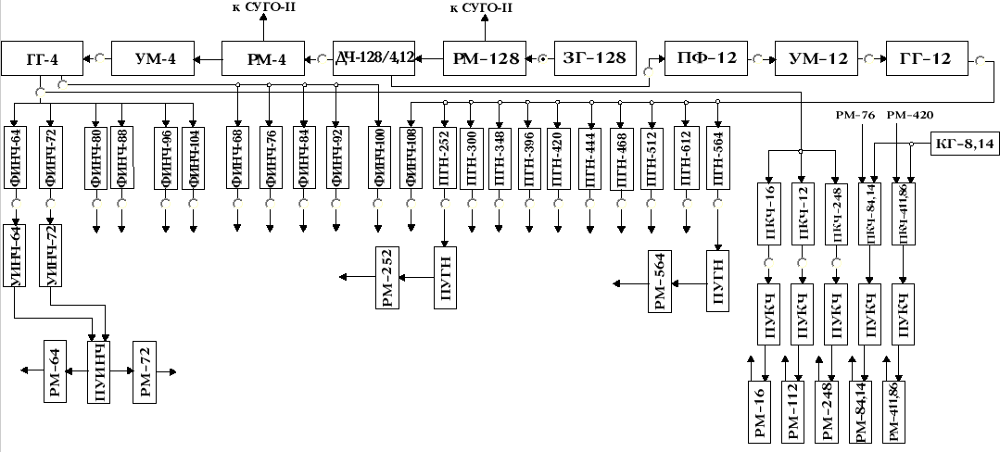 к СУГО-II
к СУГО-II
ГГ-4
УМ-4
РМ-4
ДЧ-128/4,12
РМ-128
ЗГ-128
ПФ-12
УМ-12
ГГ-12
РМ-76
РМ-420
КГ-8,14
ФИНЧ-64
ФИНЧ-72
ФИНЧ-80
ФИНЧ-88
ФИНЧ-96
ФИНЧ-104
ФИНЧ-68
ФИНЧ-76
ФИНЧ-84
ФИНЧ-92
ФИНЧ-100
ФИНЧ-108
ПГН-252
ПГН-300
ПГН-348
ПГН-396
ПГН-420
ПГН-444
ПГН-468
ПГН-512
ПГН-612
ПГН-564
ПКЧ-16
ПКЧ-12
ПКЧ-248
ПКЧ-84,14
ПКЧ-411,86
УИНЧ-64
УИНЧ-72
РМ-252
ПУГН
РМ-564
ПУГН
ПУКЧ
ПУКЧ
ПУКЧ
ПУКЧ
ПУКЧ
РМ-64
ПУИНЧ
РМ-72
РМ-16
РМ-112
РМ-248
РМ-84,14
РМ-411,86